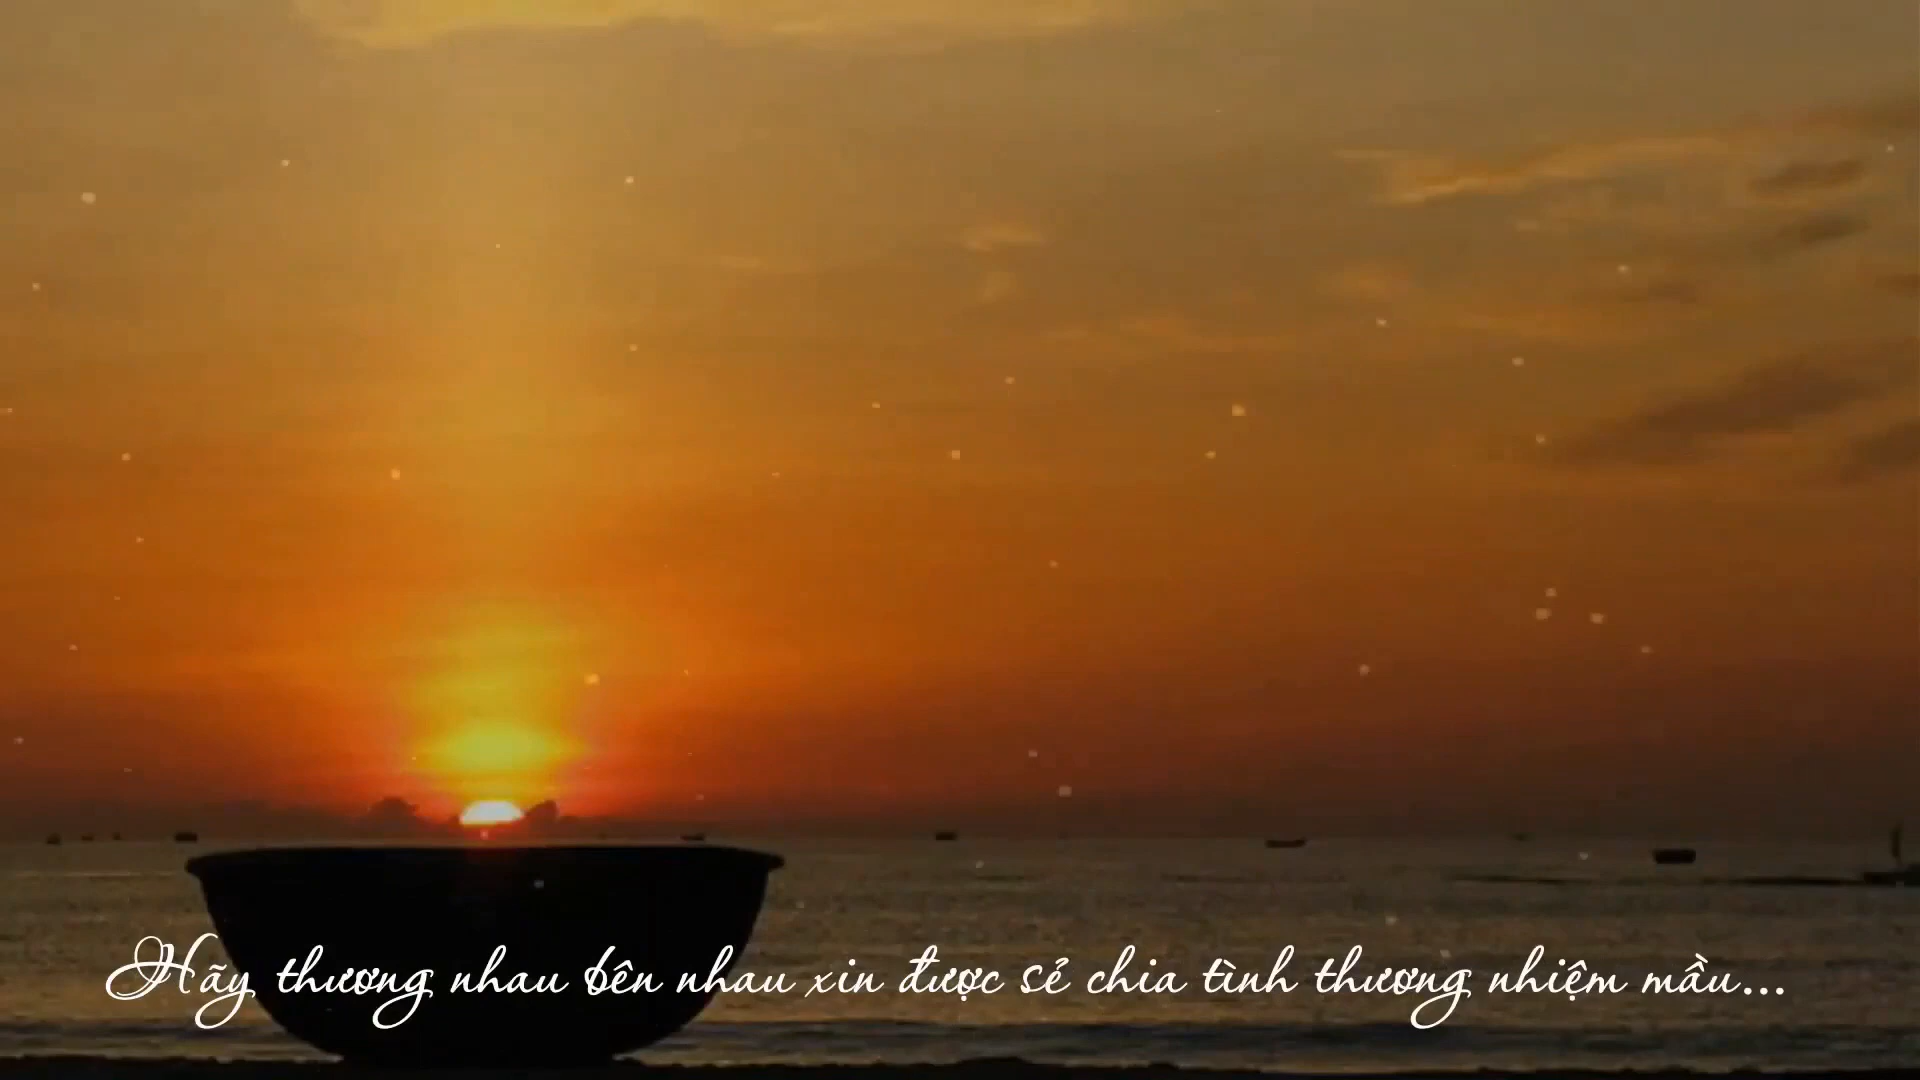 Hãy thương nhau bên nhau xin được sẻ chia tình thương nhiệm mầu...